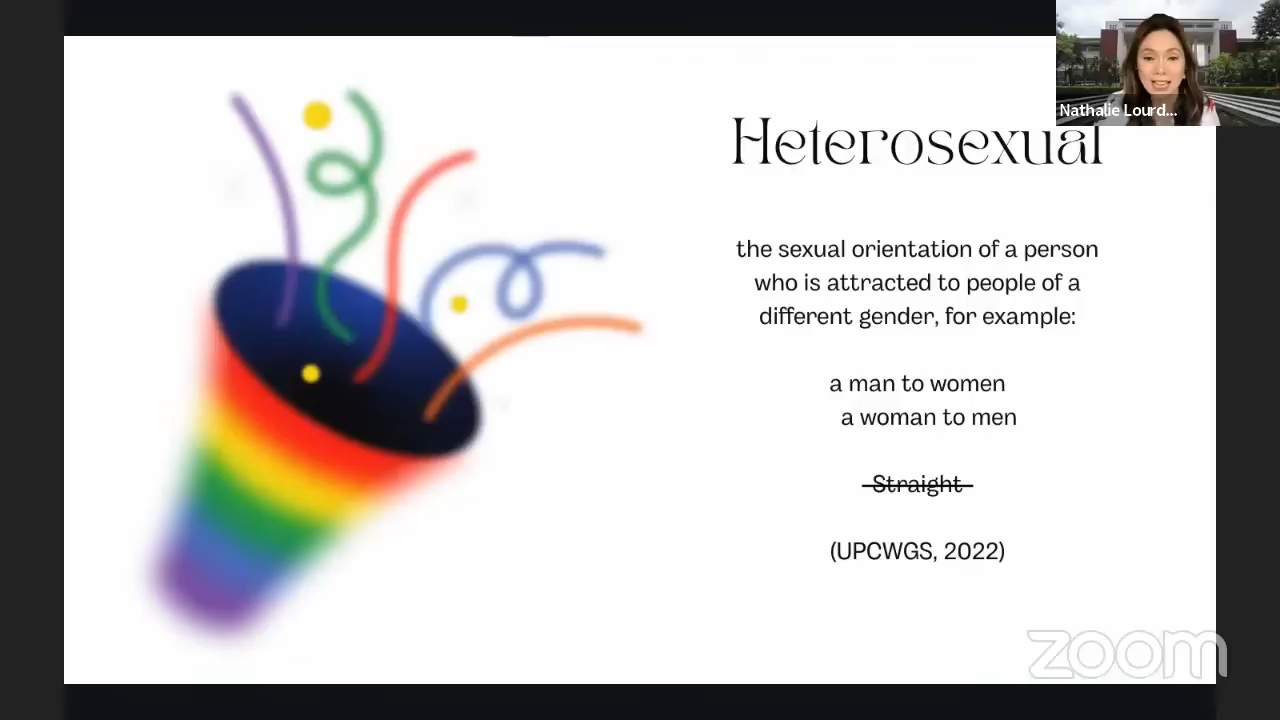 Nathalie Lourd...
Heterosexual
the sexual orientation of a person
who is attracted to people of a
different gender, for example:
a man to women
a woman to men
Straight
(UPCWGS, 2022)
zoom